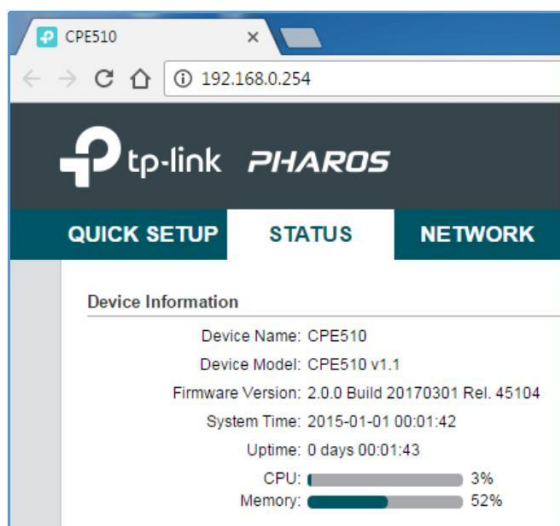 CPE510
192.168.0.254
tp-link PHAROS
QUICK SETUP STATUS NETWORK
Device Information
Device Name: CPE510
Device Model: CPE510 v1.1
Firmware Version: 2.0.0 Build 20170301 Rel. 45104
System Time: 2015-01-01 00:01:42
Uptime: 0 days 00:01:43
CPU: 3%
Memory: 52%